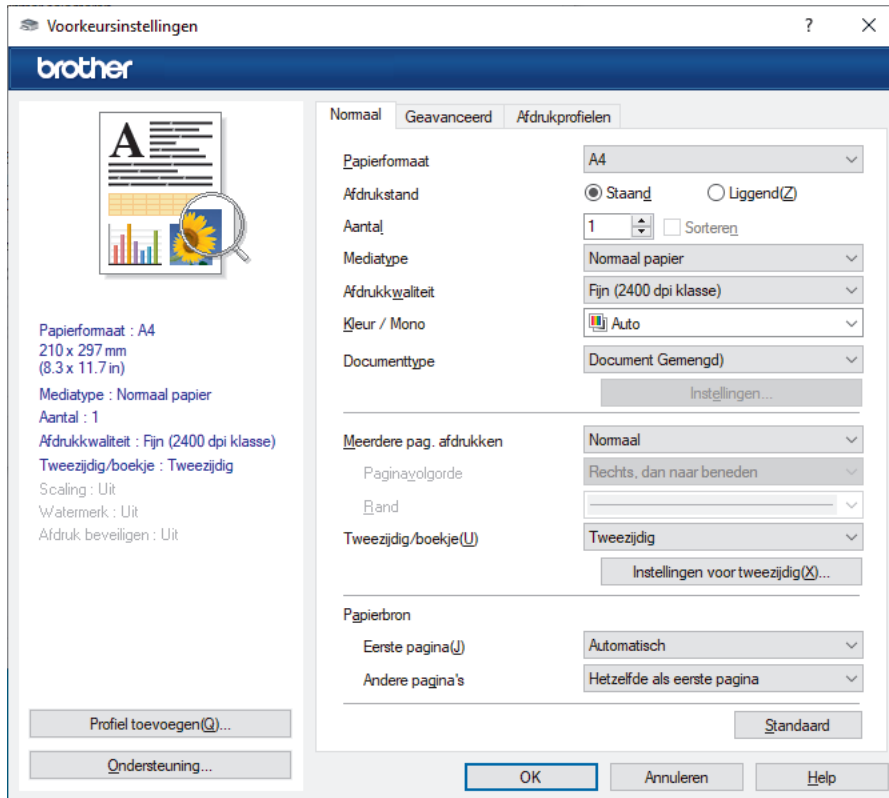 Voorkeursinstellingen
brother
A
Papierformaat : A4
210 x 297 mm
(8.3 x 11.7 in)
Mediatype : Normaal papier
Aantal : 1
Afdrukkwaliteit : Fijn (2400 dpi klasse)
Tweezijdig/boekje : Tweezijdig
Scaling : Uit
Watermerk : Uit
Afdruk beveiligen : Uit
Profiel toevoegen(Q)...
Ondersteuning...
Normaal Geavanceerd Afdrukprofielen
Papierformaat A4
Afdrukstand Staand Liggend(Z)
Aantal 1 Sorteren
Mediatype Normaal papier
Afdrukkwaliteit Fijn (2400 dpi klasse)
Kleur / Mono Auto
Documenttype Document Gemengd)
Instellingen...
Meerdere pag. afdrukken Normaal
Paginavolgorde Rechts, dan naar beneden
Rand
Tweezijdig/boekje(U) Tweezijdig
Instellingen voor tweezijdig(X)...
Papierbron
Eerste pagina(J) Automatisch
Andere pagina's Hetzelfde als eerste pagina
Standaard
OK Annuleren Help